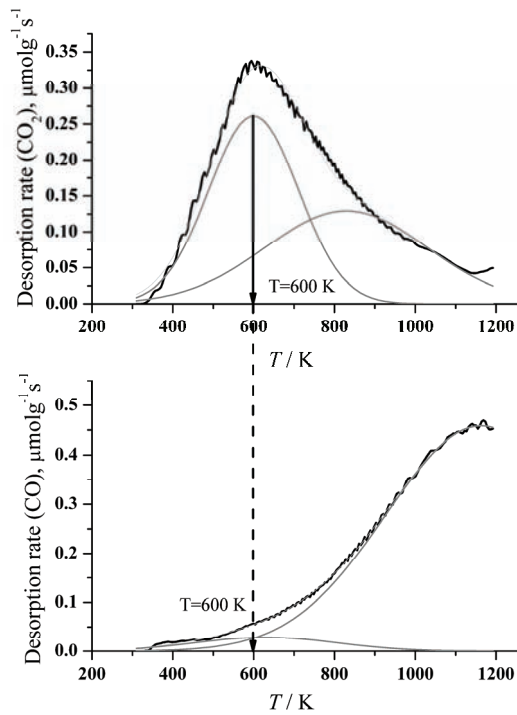 Desorption rate (CO₂), μmolg⁻¹s⁻¹
0.35
0.30
0.25
0.20
0.15
0.10
0.05
0.00
T=600 K
200 400 600 800 1000 1200
T / K
Desorption rate (CO), μmolg⁻¹s⁻¹
0.5
0.4
0.3
0.2
0.1
0.0
T=600 K
200 400 600 800 1000 1200
T / K